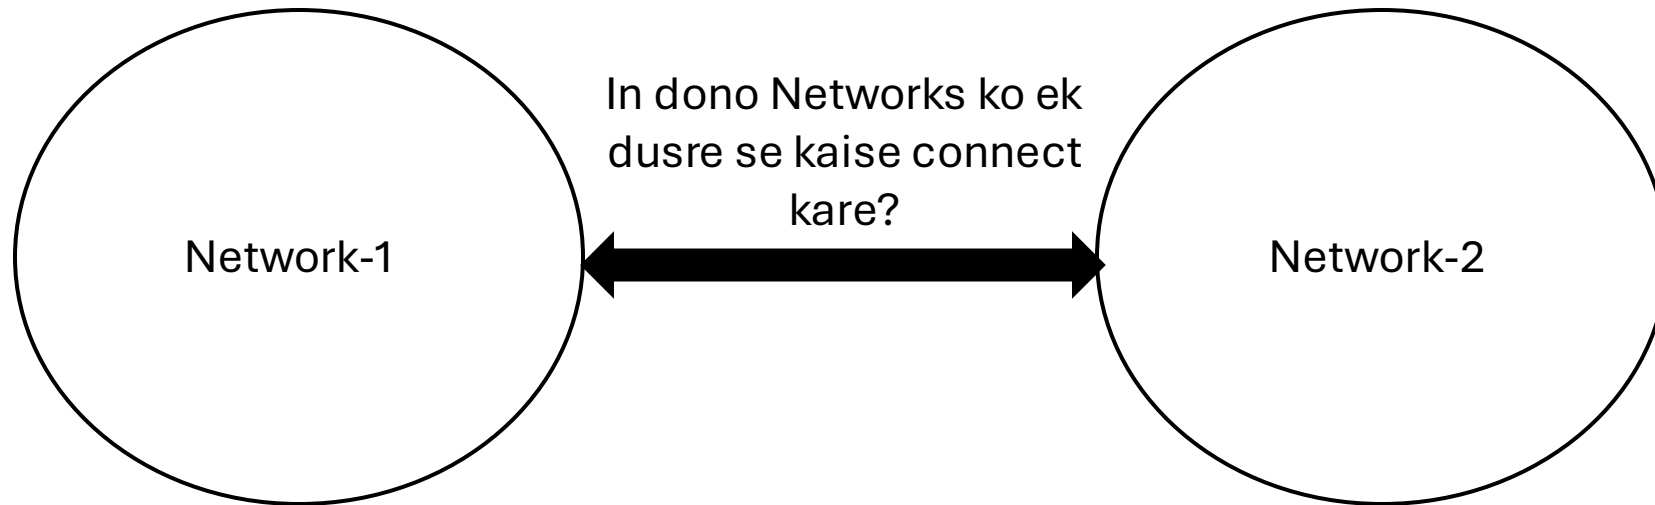 In dono Networks ko ek
dusre se kaise connect
kare?
Network-1
Network-2